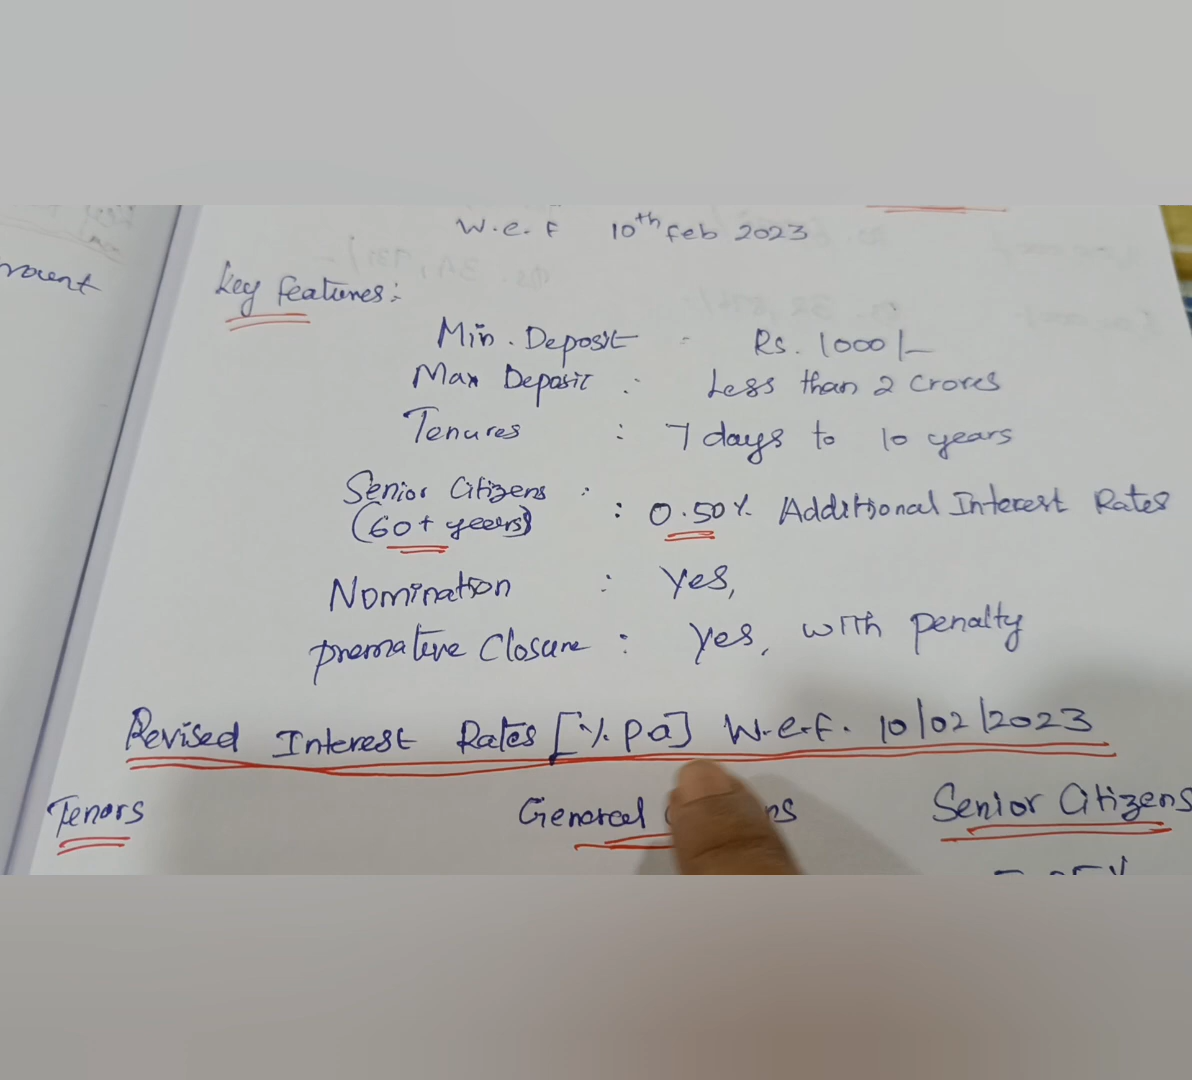 W.e.f 10th feb 2023
key features:
Min. Deposit - Rs. 1000/-
Max Deposit : Less than 2 Crores
Tenures : 7 days to 10 years
Senior Citizens :
(60+ years) : 0.50% Additional Interest Rates
Nomination : Yes,
premative Closure : Yes, with penalty
Revised Interest Rates [% pa] W.e.f. 10/02/2023
Tenors General Senior Citizens